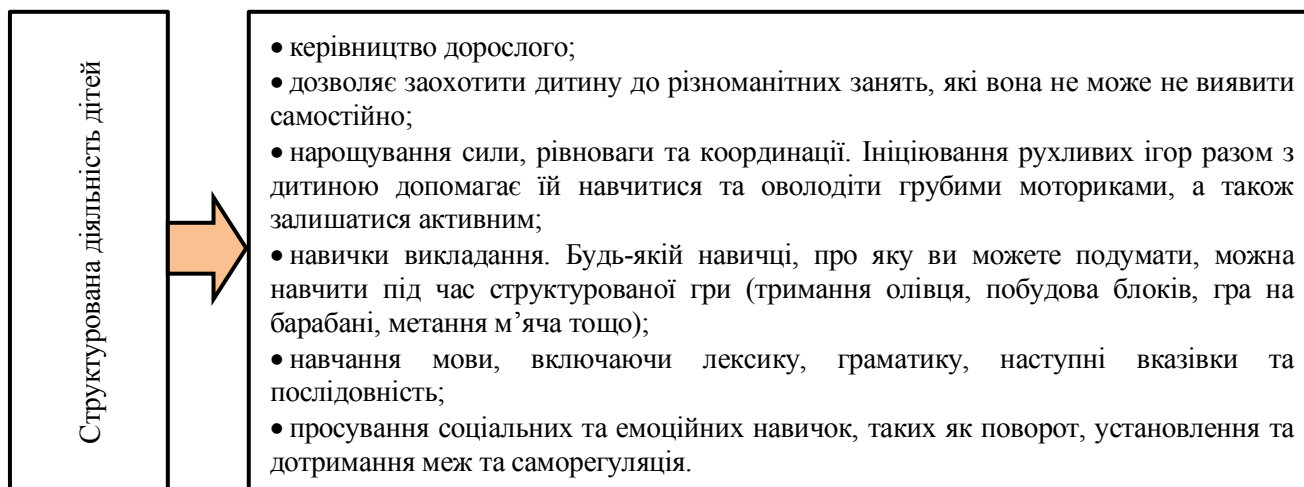 Структурована діяльність дітей
• керівництво дорослого;
• дозволяє заохотити дитину до різноманітних занять, які вона не може не виявити
самостійно;
• нарощування сили, рівноваги та координації. Ініціювання рухливих ігор разом з
дитиною допомагає їй навчитися та оволодіти грубими моториками, а також
залишатися активним;
• навички викладання. Будь-якій навичці, про яку ви можете подумати, можна
навчити під час структурованої гри (тримання олівця, побудова блоків, гра на
барабані, метання м’яча тощо);
• навчання мови, включаючи лексику, граматику, наступні вказівки та
послідовність;
• просування соціальних та емоційних навичок, таких як поворот, установлення та
дотримання меж та саморегуляція.